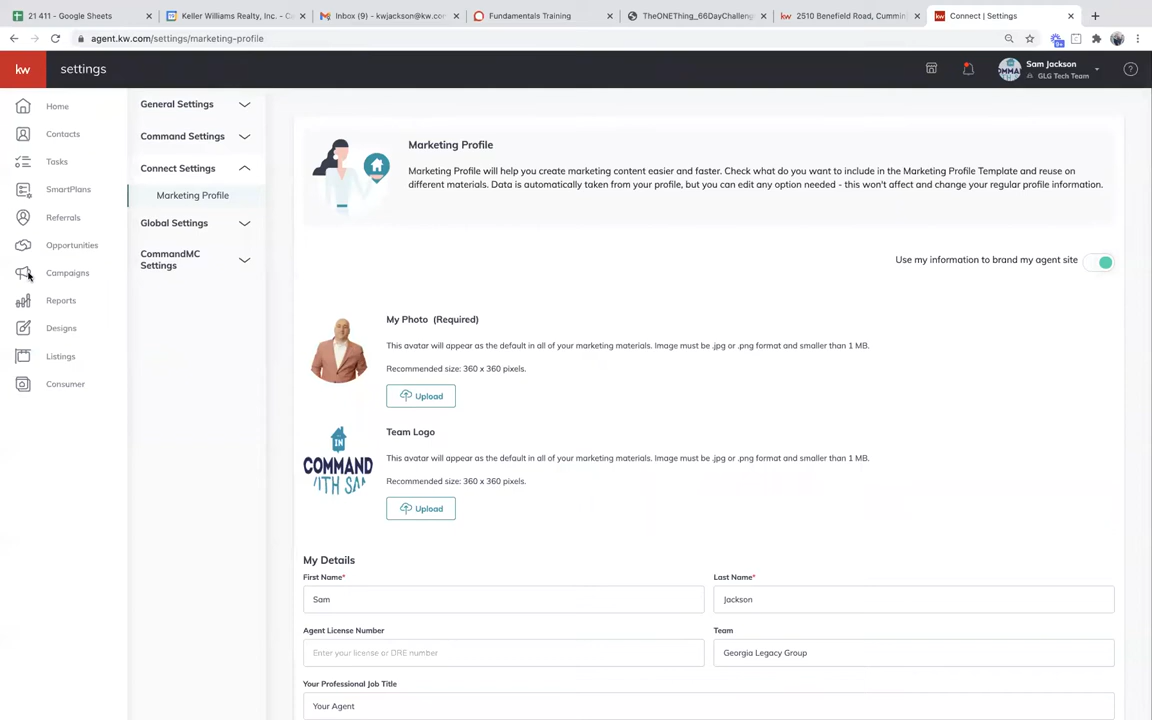 21 411 - Google Sheets
Keller Williams Realty, Inc. - C
Inbox (9) - kwjackson@kw.co
Fundamentals Training
TheONEThing_66DayChalleng
2510 Benefield Road, Cummin
Connect | Settings
agent.kw.com/settings/marketing-profile
kw
settings
Sam Jackson
GLG Tech Team
Home
Contacts
Tasks
SmartPlans
Referrals
Opportunities
Campaigns
Reports
Designs
Listings
Consumer
General Settings
Command Settings
Connect Settings
Marketing Profile
Global Settings
CommandMC
Settings
Marketing Profile
Marketing Profile will help you create marketing content easier and faster. Check what do you want to include in the Marketing Profile Template and reuse on
different materials. Data is automatically taken from your profile, but you can edit any option needed - this won't affect and change your regular profile information.
Use my information to brand my agent site
My Photo (Required)
This avatar will appear as the default in all of your marketing materials. Image must be .jpg or .png format and smaller than 1 MB.
Recommended size: 360 x 360 pixels.
Upload
IN
COMMAND
WITH SAM
Team Logo
This avatar will appear as the default in all of your marketing materials. Image must be .jpg or .png format and smaller than 1 MB.
Recommended size: 360 x 360 pixels.
Upload
My Details
First Name*
Last Name*
Sam
Jackson
Agent License Number
Team
Enter your license or DRE number
Georgia Legacy Group
Your Professional Job Title
Your Agent